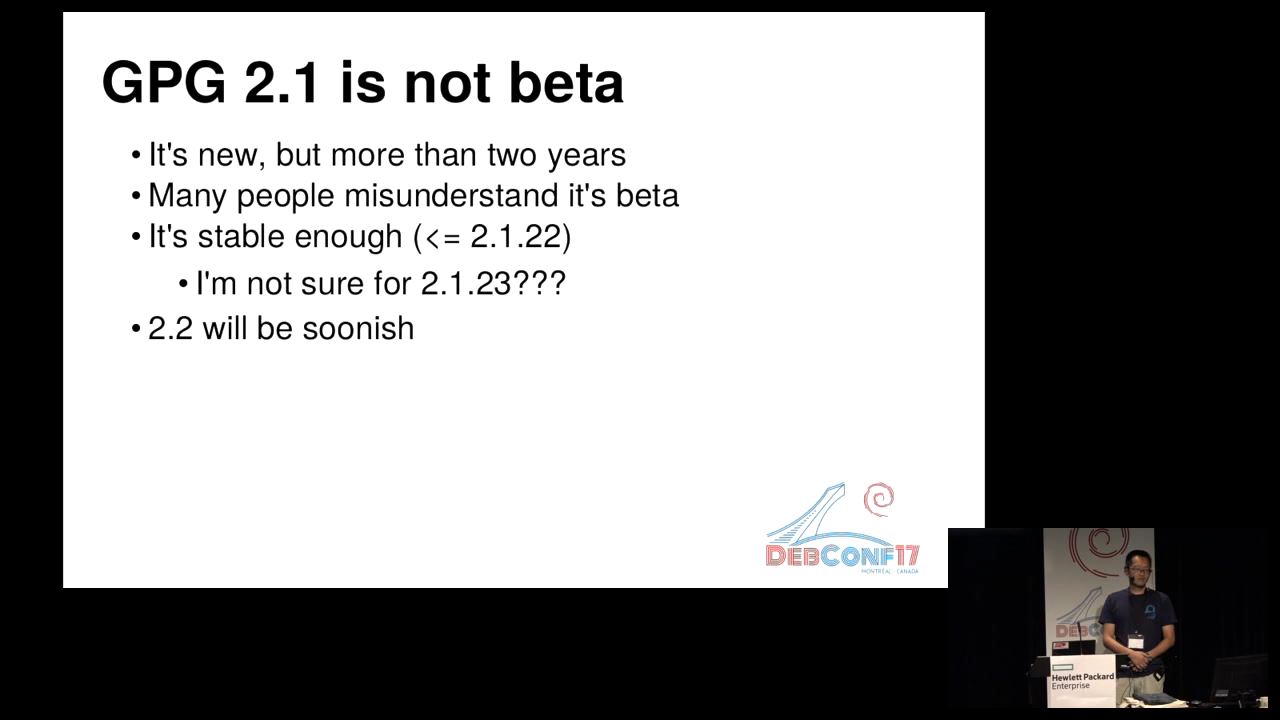 GPG 2.1 is not beta
•It's new, but more than two years
•Many people misunderstand it's beta
•It's stable enough (<= 2.1.22)
•I'm not sure for 2.1.23???
•2.2 will be soonish
DEBCONF17
MONTRÉAL CANADA
DEBC
Hewlett Packard
Enterprise